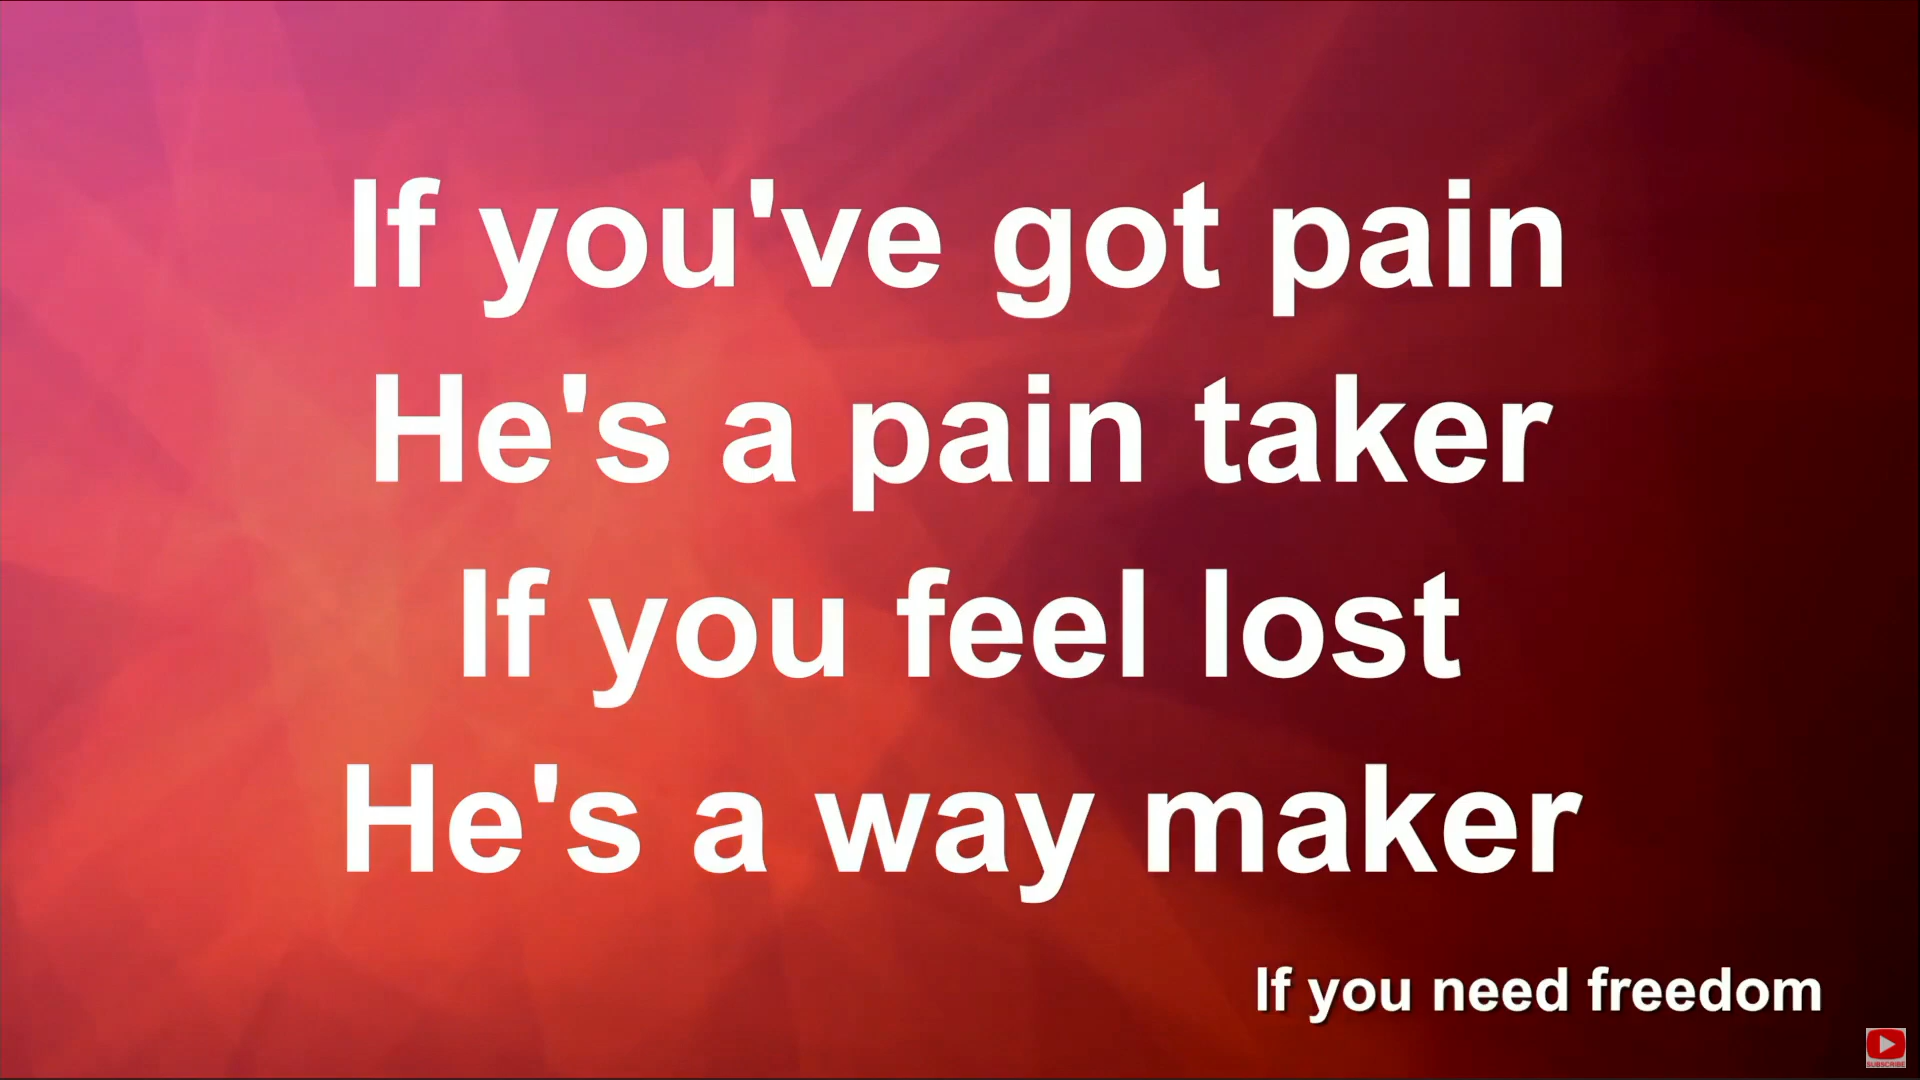 If you've got pain
He's a pain taker
If you feel lost
He's a way maker
If you need freedom
SUBSCRIBE